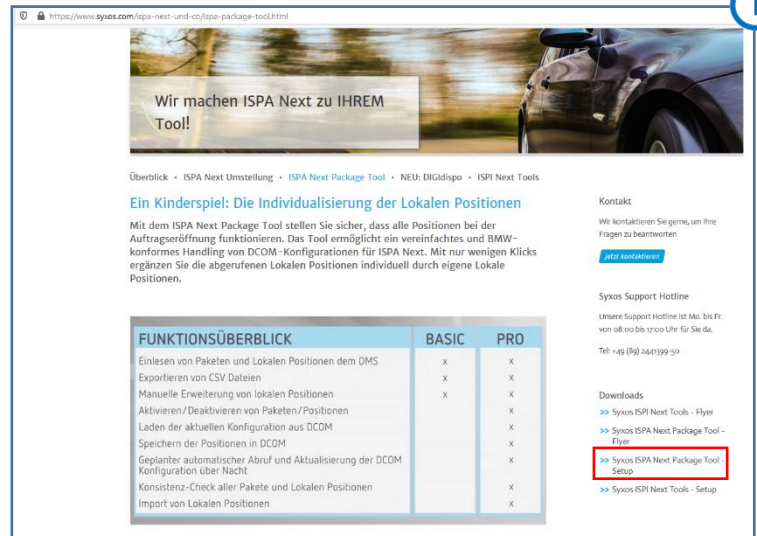 https://www.syxos.com/ispa-next-und-co/ispa-package-tool.html
Wir machen ISPA Next zu IHREM
Tool!
Überblick • ISPA Next Umstellung • ISPA Next Package Tool • NEU: DIGIdispo • ISPI Next Tools
Ein Kinderspiel: Die Individualisierung der Lokalen Positionen
Mit dem ISPA Next Package Tool stellen Sie sicher, dass alle Positionen bei der
Auftragseröffnung funktionieren. Das Tool ermöglicht ein vereinfachtes und BMW-
konformes Handling von DCOM-Konfigurationen für ISPA Next. Mit nur wenigen Klicks
ergänzen Sie die abgerufenen Lokalen Positionen individuell durch eigene Lokale
Positionen.
FUNKTIONSÜBERBLICK BASIC PRO
Einlesen von Paketen und Lokalen Positionen dem DMS x x
Exportieren von CSV Dateien x x
Manuelle Erweiterung von lokalen Positionen x x
Aktivieren/Deaktivieren von Paketen/Positionen x
Laden der aktuellen Konfiguration aus DCOM x
Speichern der Positionen in DCOM x
Geplanter automatischer Abruf und Aktualisierung der DCOM
Konfiguration über Nacht x
Konsistenz-Check aller Pakete und Lokalen Positionen x
Import von Lokalen Positionen x
Kontakt
Wir kontaktieren Sie gerne, um Ihre
Fragen zu beantworten
jetzt kontaktieren
Syxos Support Hotline
Unsere Support Hotline ist Mo. bis Fr.
von 08:00 bis 17:00 Uhr für Sie da.
Tel: +49 (89) 2441399-50
Downloads
>> Syxos ISPI Next Tools - Flyer
>> Syxos ISPA Next Package Tool -
Flyer
>> Syxos ISPA Next Package Tool -
Setup
>> Syxos ISPI Next Tools - Setup